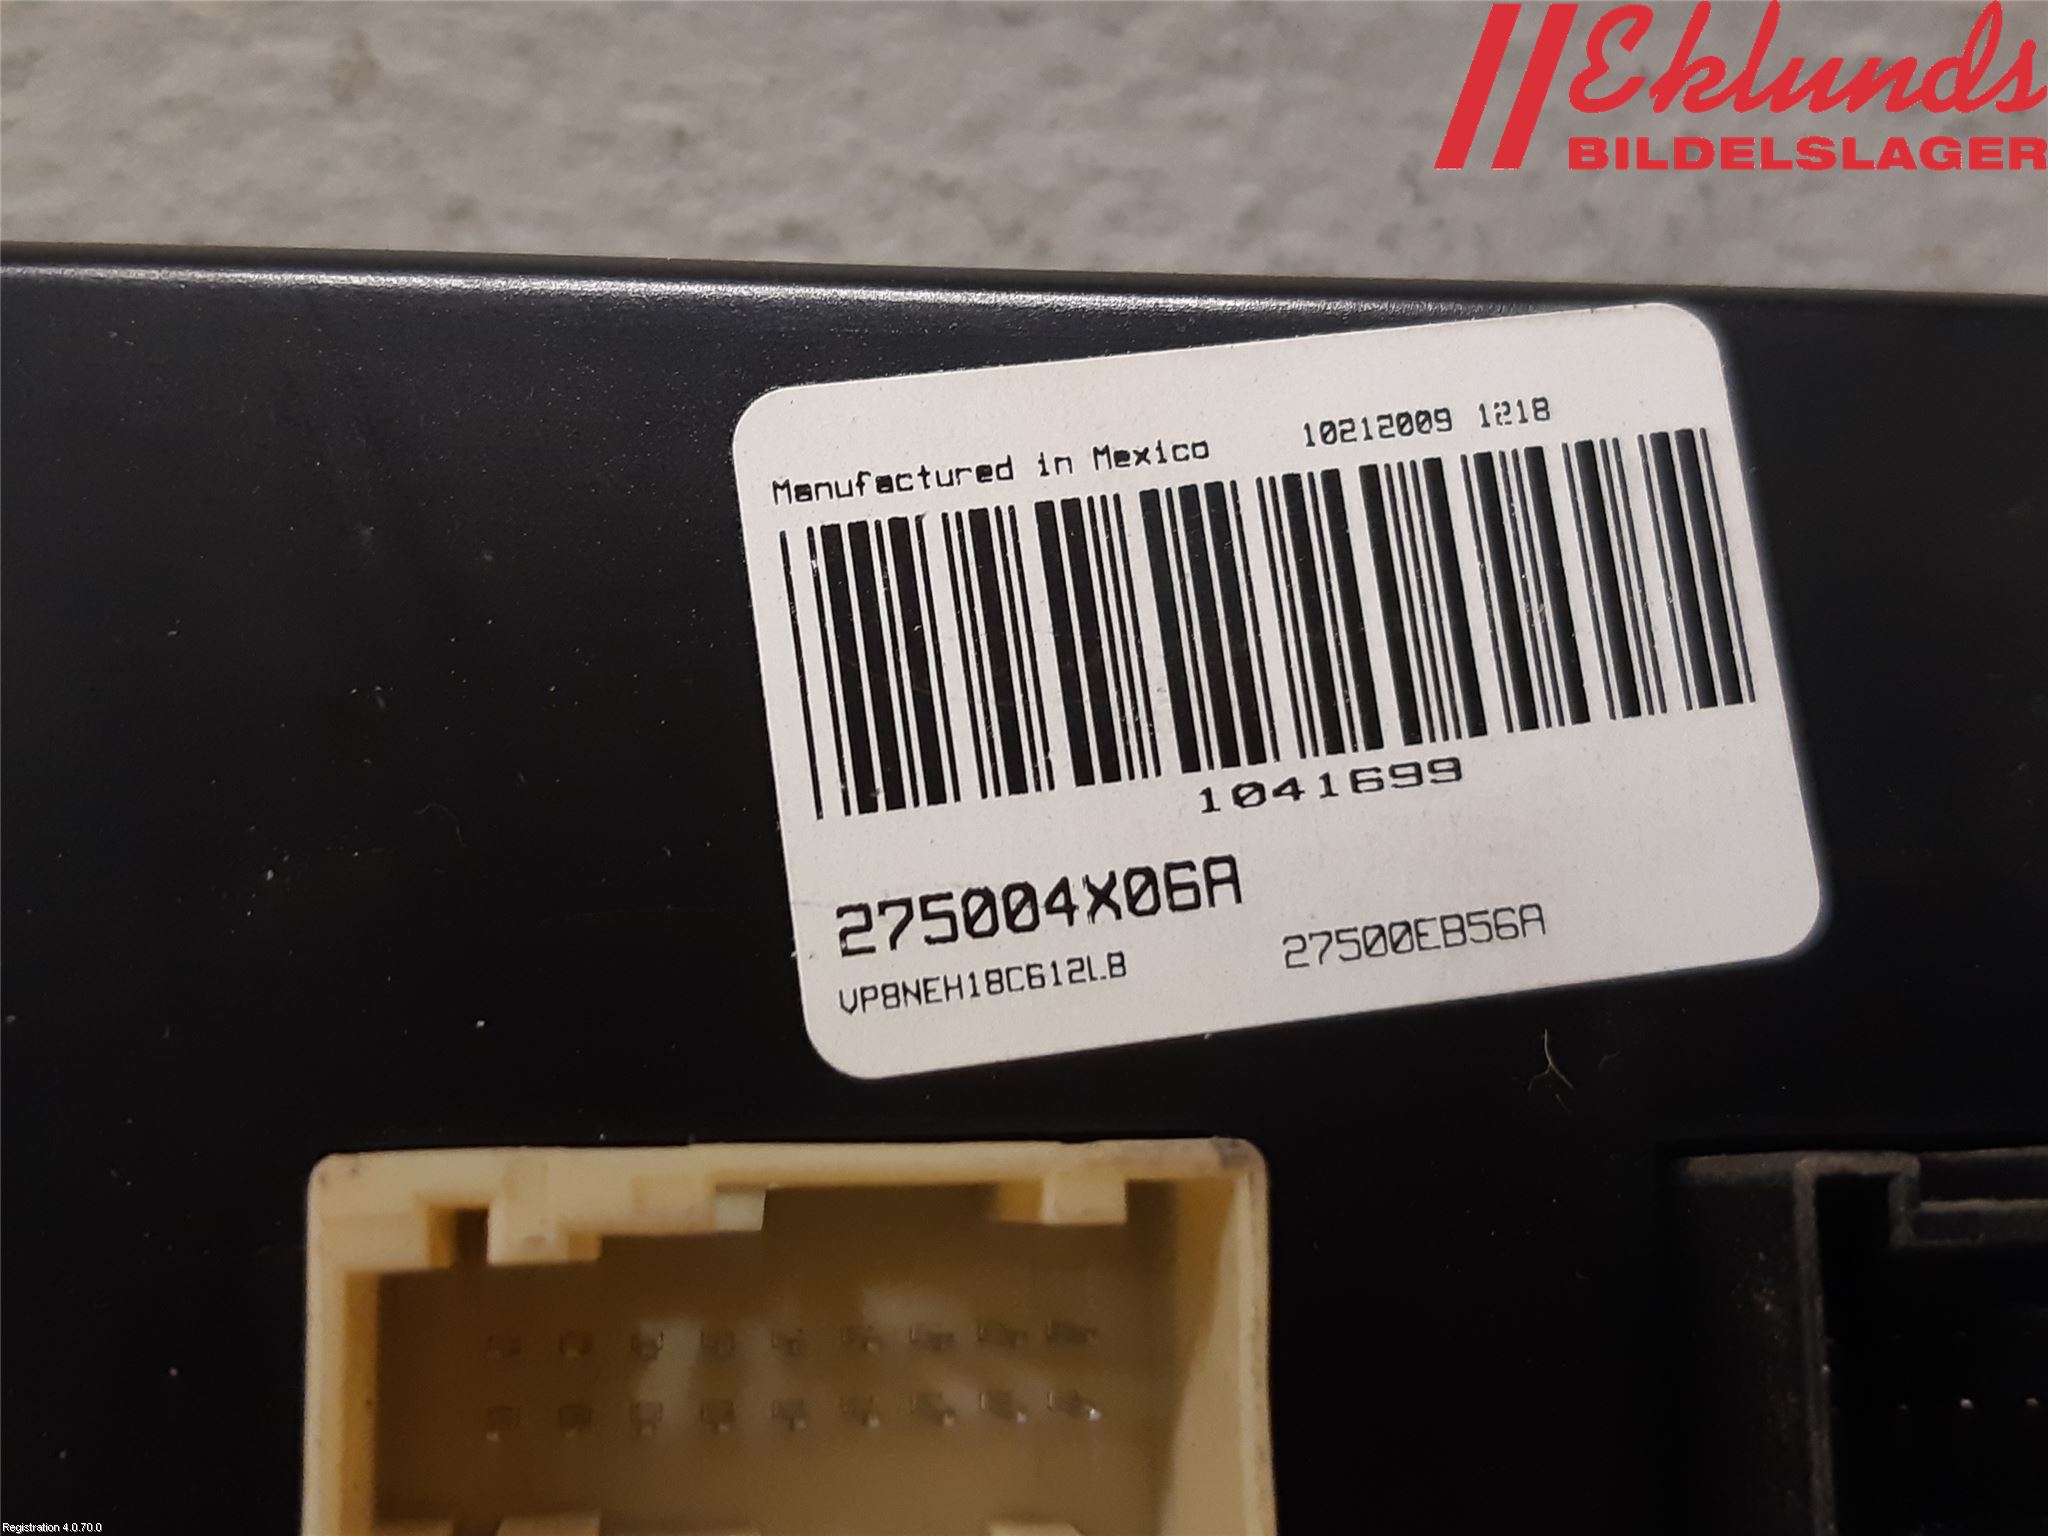 Eklunds
BILDELSLAGER
Manufactured in Mexico 10212009 1218
1041699
275004X06A
VP8NEH18C612LB 27500EB56A
Registration 4.0.70.0